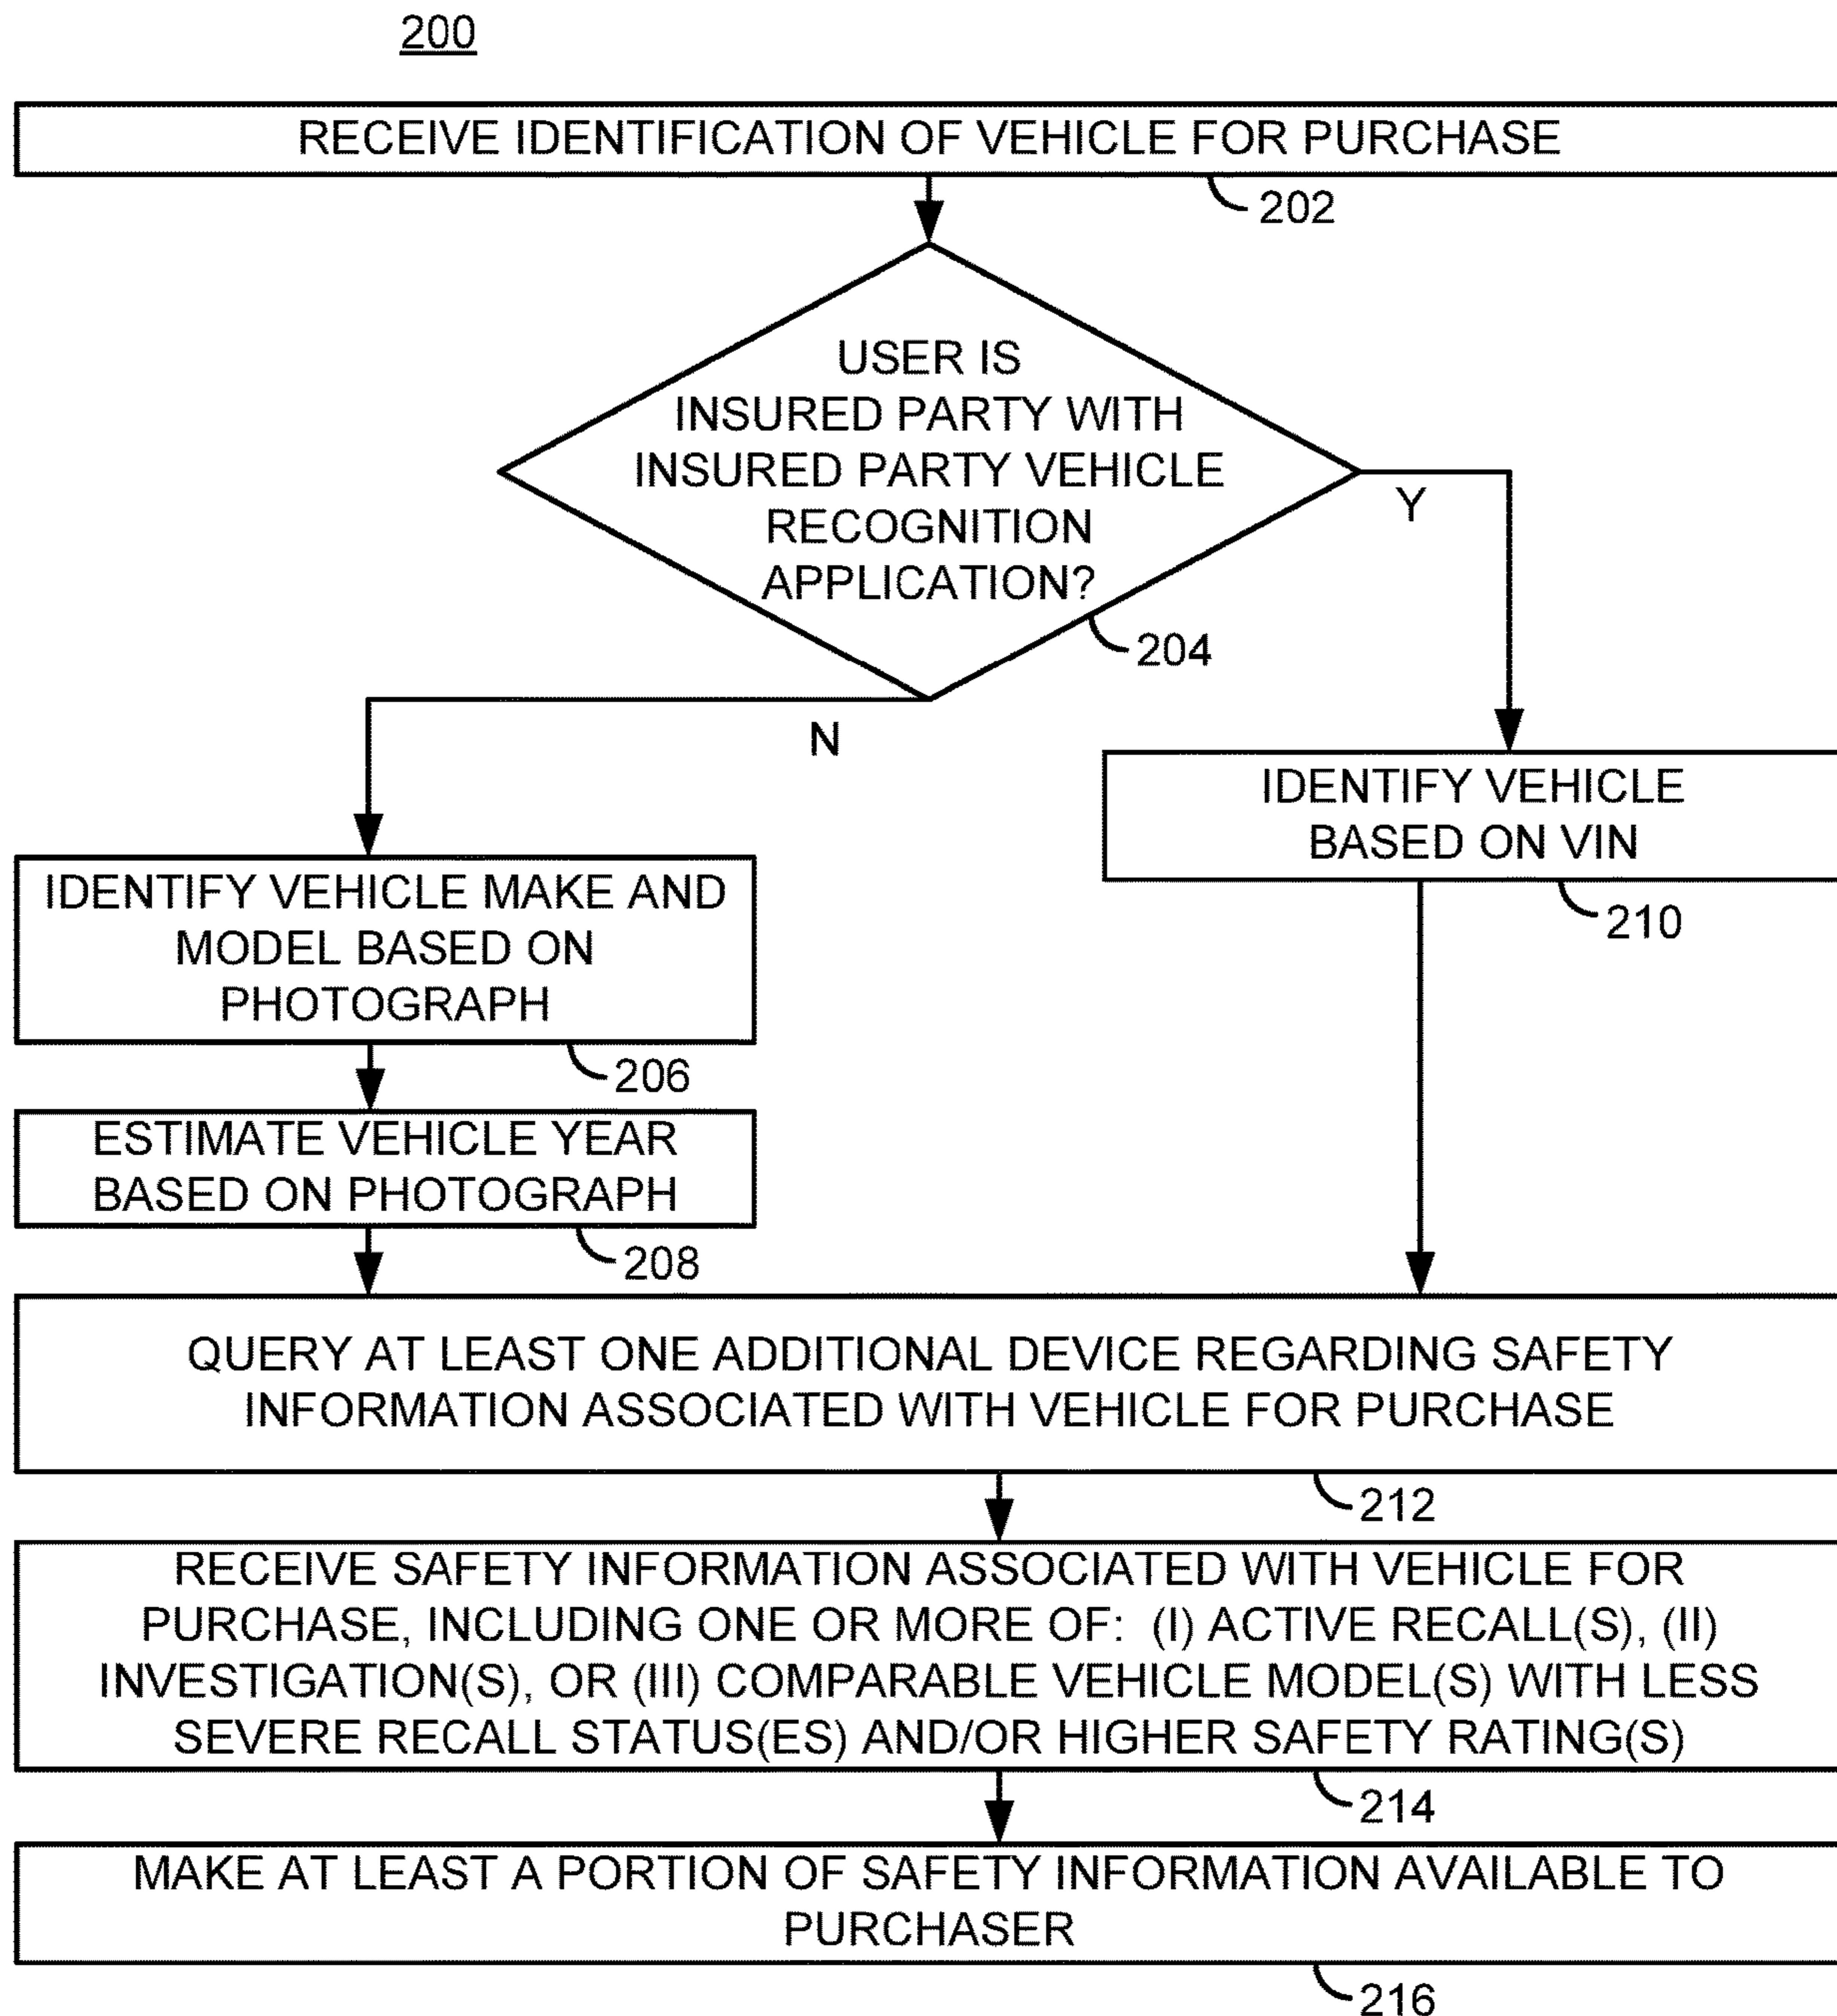 200
RECEIVE IDENTIFICATION OF VEHICLE FOR PURCHASE
202
USER IS
INSURED PARTY WITH
INSURED PARTY VEHICLE
RECOGNITION
APPLICATION?
204
Y
N
IDENTIFY VEHICLE
BASED ON VIN
210
IDENTIFY VEHICLE MAKE AND
MODEL BASED ON
PHOTOGRAPH
206
ESTIMATE VEHICLE YEAR
BASED ON PHOTOGRAPH
208
QUERY AT LEAST ONE ADDITIONAL DEVICE REGARDING SAFETY
INFORMATION ASSOCIATED WITH VEHICLE FOR PURCHASE
212
RECEIVE SAFETY INFORMATION ASSOCIATED WITH VEHICLE FOR
PURCHASE, INCLUDING ONE OR MORE OF: (I) ACTIVE RECALL(S), (II)
INVESTIGATION(S), OR (III) COMPARABLE VEHICLE MODEL(S) WITH LESS
SEVERE RECALL STATUS(ES) AND/OR HIGHER SAFETY RATING(S)
214
MAKE AT LEAST A PORTION OF SAFETY INFORMATION AVAILABLE TO
PURCHASER
216